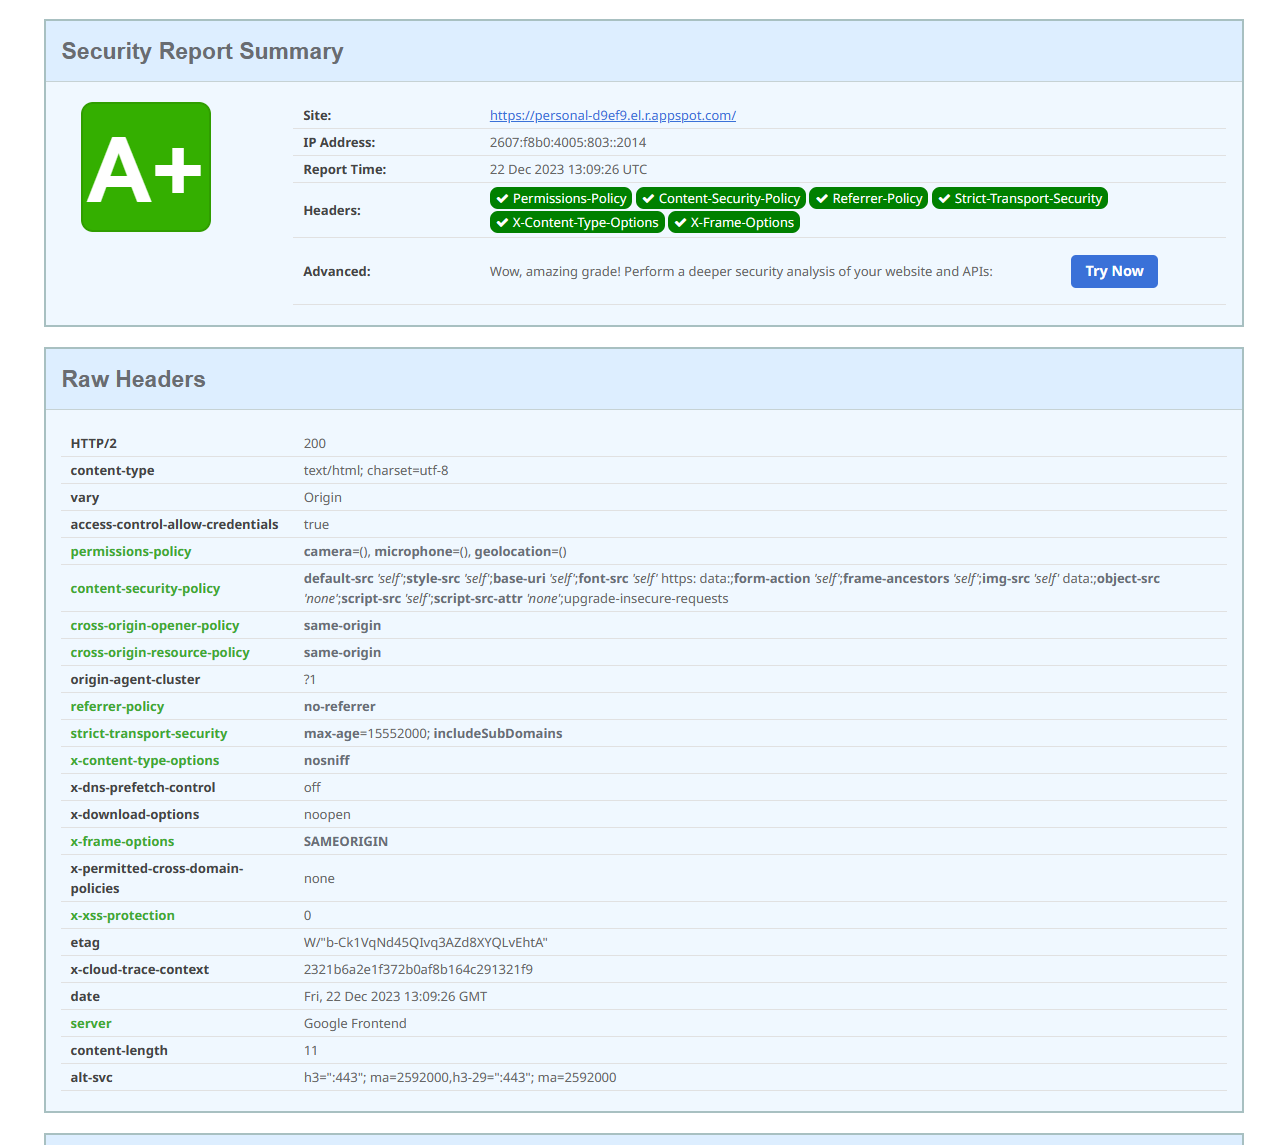 Security Report Summary
A+
Site: https://personal-d9ef9.el.r.appspot.com/
IP Address: 2607:f8b0:4005:803::2014
Report Time: 22 Dec 2023 13:09:26 UTC
Headers: Permissions-Policy Content-Security-Policy Referrer-Policy Strict-Transport-Security
X-Content-Type-Options X-Frame-Options
Advanced: Wow, amazing grade! Perform a deeper security analysis of your website and APIs: Try Now
Raw Headers
HTTP/2 200
content-type text/html; charset=utf-8
vary Origin
access-control-allow-credentials true
permissions-policy camera=(), microphone=(), geolocation=()
content-security-policy default-src 'self';style-src 'self';base-uri 'self';font-src 'self' https: data:;form-action 'self';frame-ancestors 'self';img-src 'self' data:;object-src
'none';script-src 'self';script-src-attr 'none';upgrade-insecure-requests
cross-origin-opener-policy same-origin
cross-origin-resource-policy same-origin
origin-agent-cluster ?1
referrer-policy no-referrer
strict-transport-security max-age=15552000; includeSubDomains
x-content-type-options nosniff
x-dns-prefetch-control off
x-download-options noopen
x-frame-options SAMEORIGIN
x-permitted-cross-domain-
policies none
x-xss-protection 0
etag W/"b-Ck1VqNd45QIvq3AZd8XYQLvEhtA"
x-cloud-trace-context 2321b6a2e1f372b0af8b164c291321f9
date Fri, 22 Dec 2023 13:09:26 GMT
server Google Frontend
content-length 11
alt-svc h3=":443"; ma=2592000,h3-29=":443"; ma=2592000